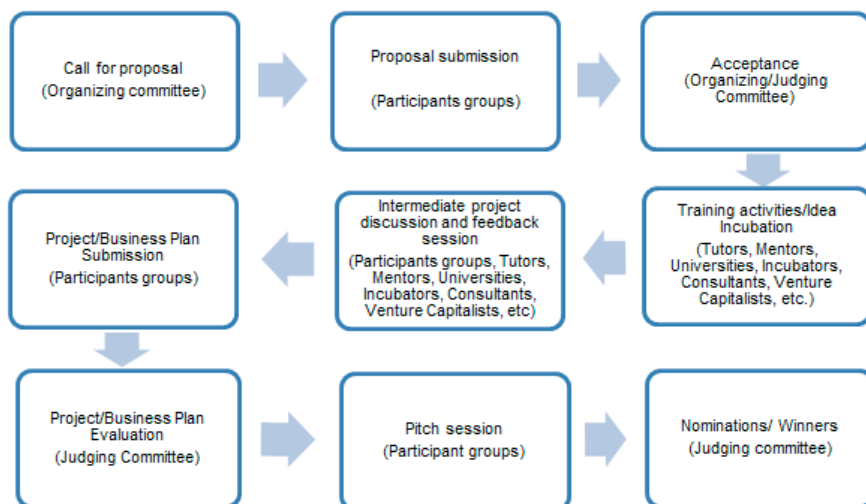 Call for proposal
(Organizing committee)
Proposal submission
(Participants groups)
Acceptance
(Organizing/Judging
Committee)
Training activities/Idea
Incubation
(Tutors, Mentors,
Universities, Incubators,
Consultants, Venture
Capitalists, etc.)
Intermediate project
discussion and feedback
session
(Participants groups, Tutors,
Mentors, Universities,
Incubators, Consultants,
Venture Capitalists, etc)
Project/Business Plan
Submission
(Participants groups)
Project/Business Plan
Evaluation
(Judging Committee)
Pitch session
(Participant groups)
Nominations/ Winners
(Judging committee)